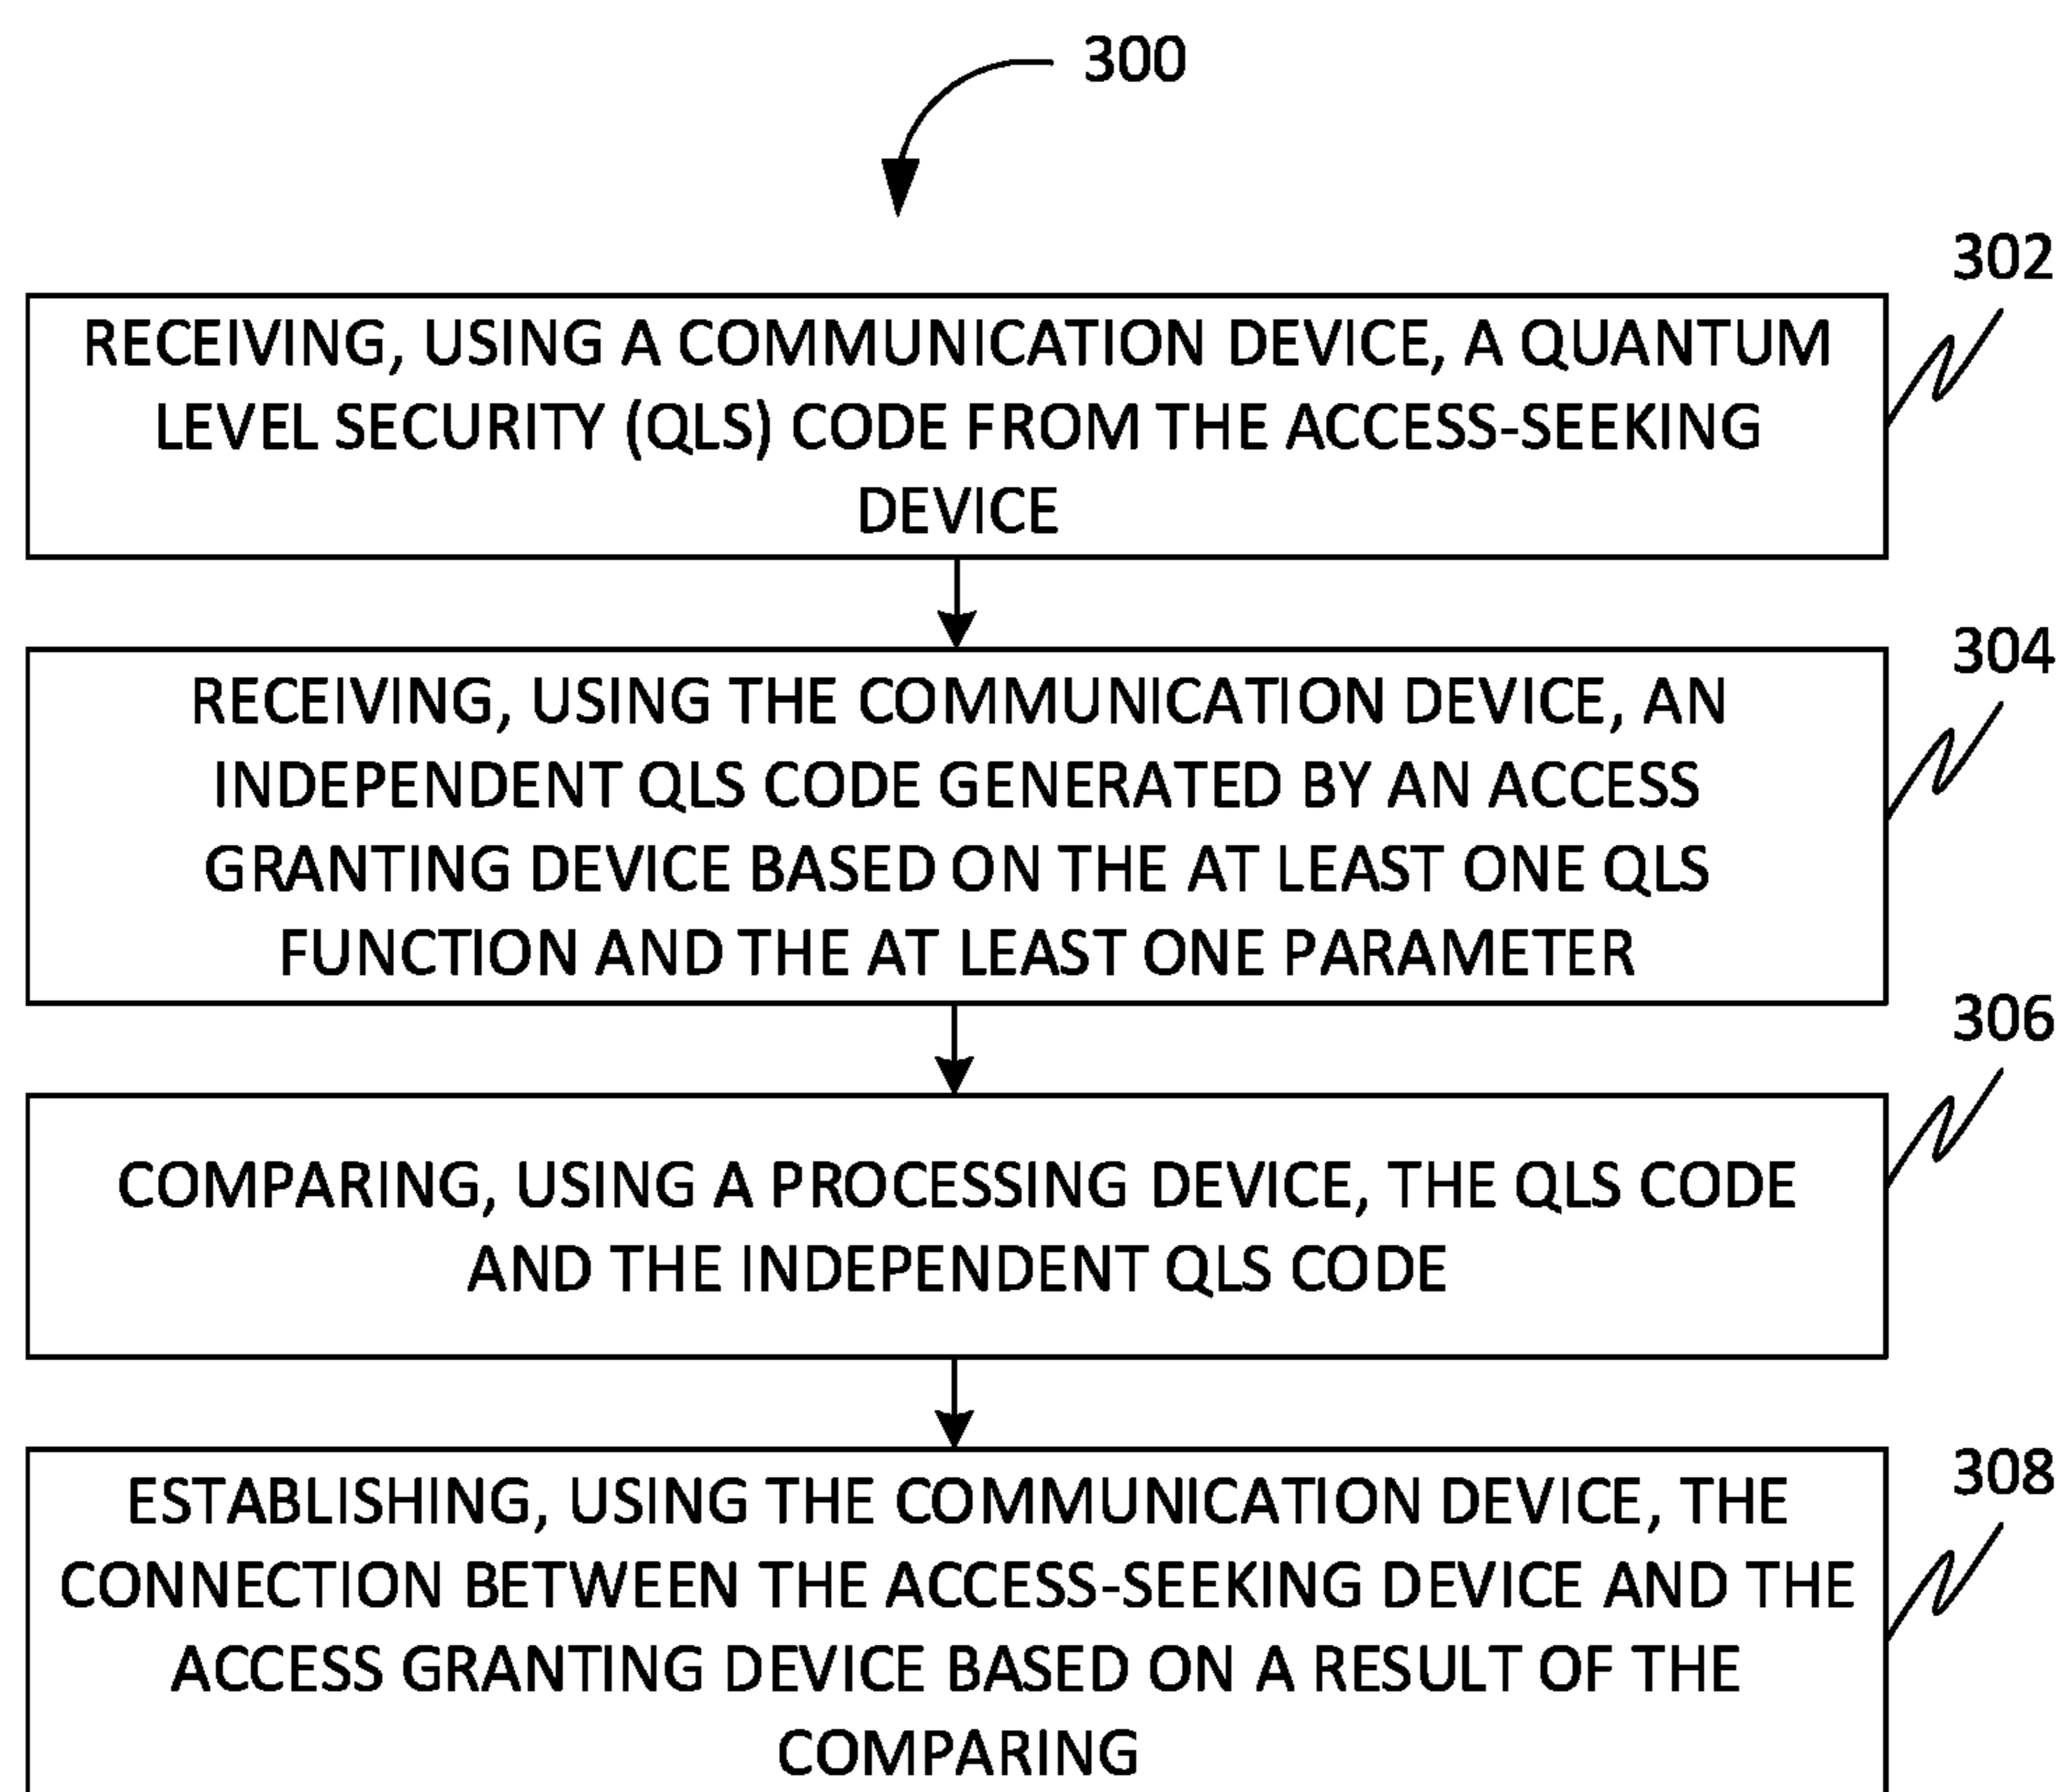 300
302
RECEIVING, USING A COMMUNICATION DEVICE, A QUANTUM
LEVEL SECURITY (QLS) CODE FROM THE ACCESS-SEEKING
DEVICE
304
RECEIVING, USING THE COMMUNICATION DEVICE, AN
INDEPENDENT QLS CODE GENERATED BY AN ACCESS
GRANTING DEVICE BASED ON THE AT LEAST ONE QLS
FUNCTION AND THE AT LEAST ONE PARAMETER
306
COMPARING, USING A PROCESSING DEVICE, THE QLS CODE
AND THE INDEPENDENT QLS CODE
308
ESTABLISHING, USING THE COMMUNICATION DEVICE, THE
CONNECTION BETWEEN THE ACCESS-SEEKING DEVICE AND THE
ACCESS GRANTING DEVICE BASED ON A RESULT OF THE
COMPARING